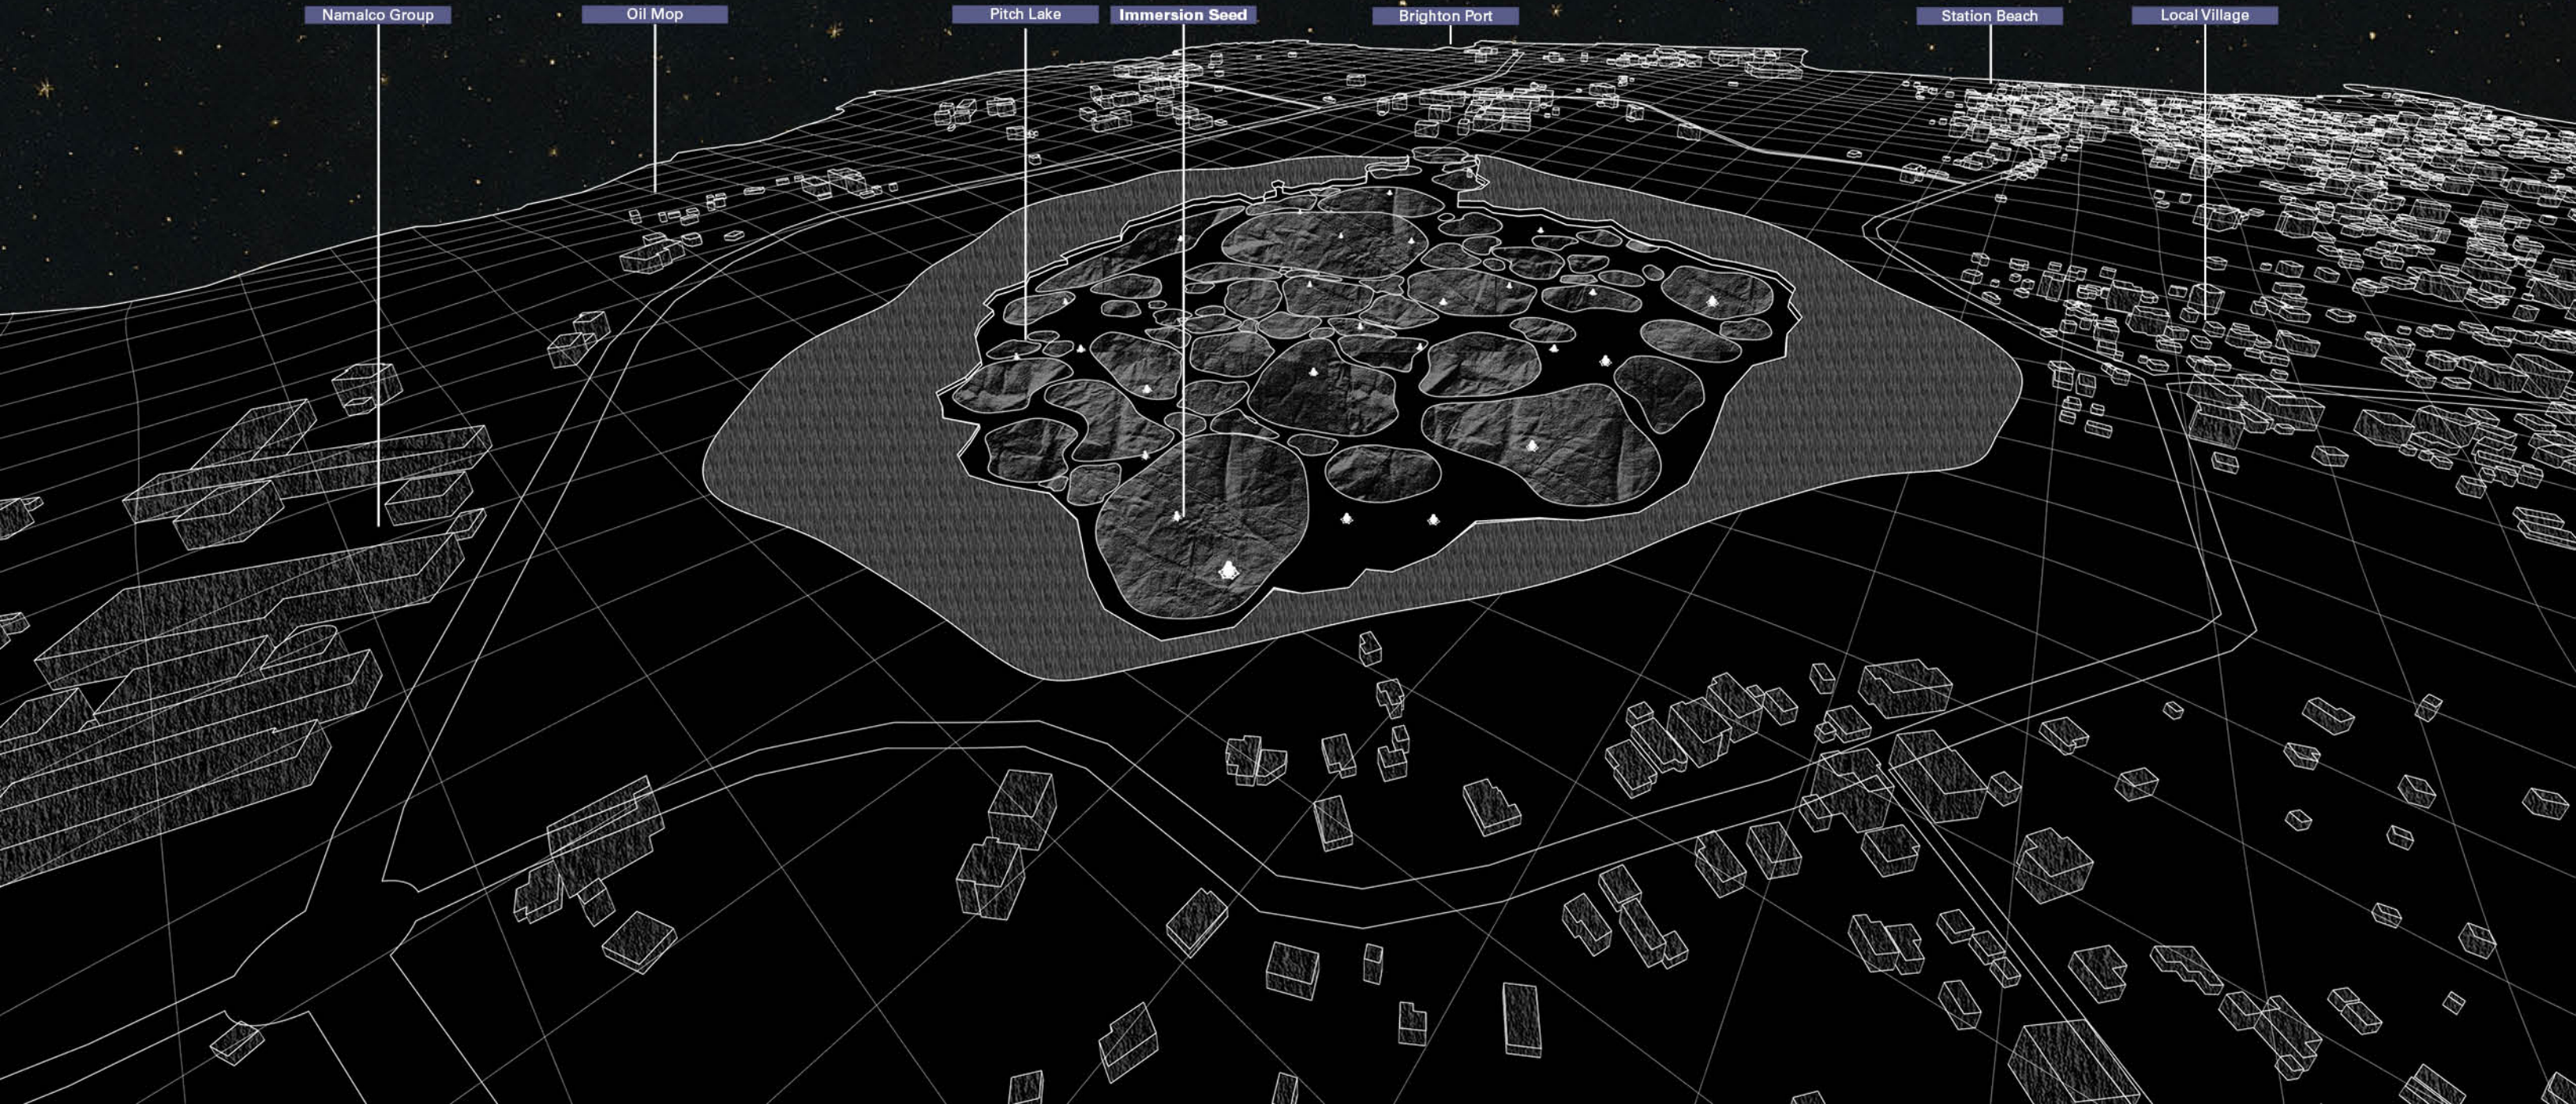 Namalco Group
Oil Mop
Pitch Lake
Immersion Seed
Brighton Port
Station Beach
Local Village